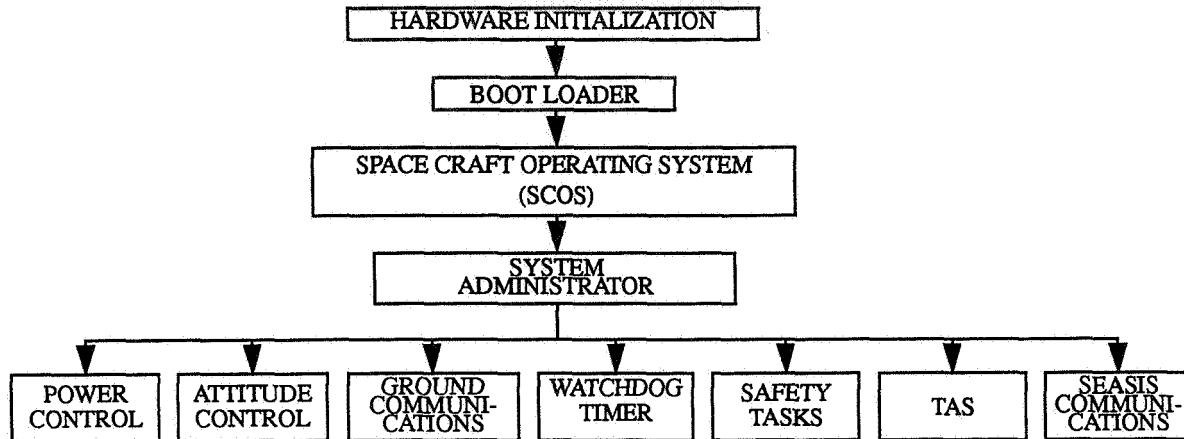 HARDWARE INITIALIZATION
BOOT LOADER
SPACE CRAFT OPERATING SYSTEM
(SCOS)
SYSTEM
ADMINISTRATOR
POWER
CONTROL
ATTITUDE
CONTROL
GROUND
COMMUNI-
CATIONS
WATCHDOG
TIMER
SAFETY
TASKS
TAS
SEASIS
COMMUNI-
CATIONS